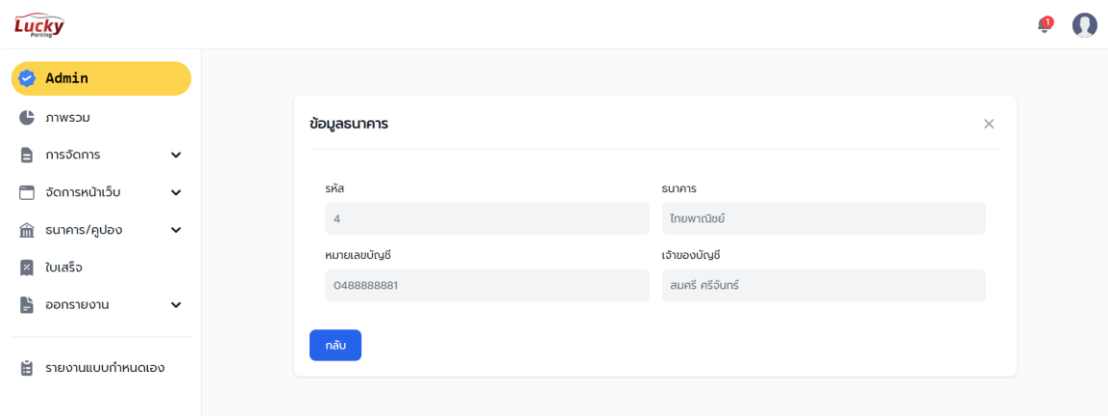 Lucky
Parking
1
Admin
ภาพรวม
การจัดการ
จัดการหน้าเว็บ
ธนาคาร/คูปอง
ใบเสร็จ
ออกรายงาน
รายงานแบบกำหนดเอง
ข้อมูลธนาคาร
รหัส
ธนาคาร
4
ไทยพาณิชย์
หมายเลขบัญชี
เจ้าของบัญชี
0488888881
สมศรี ศรีจันทร์
กลับ